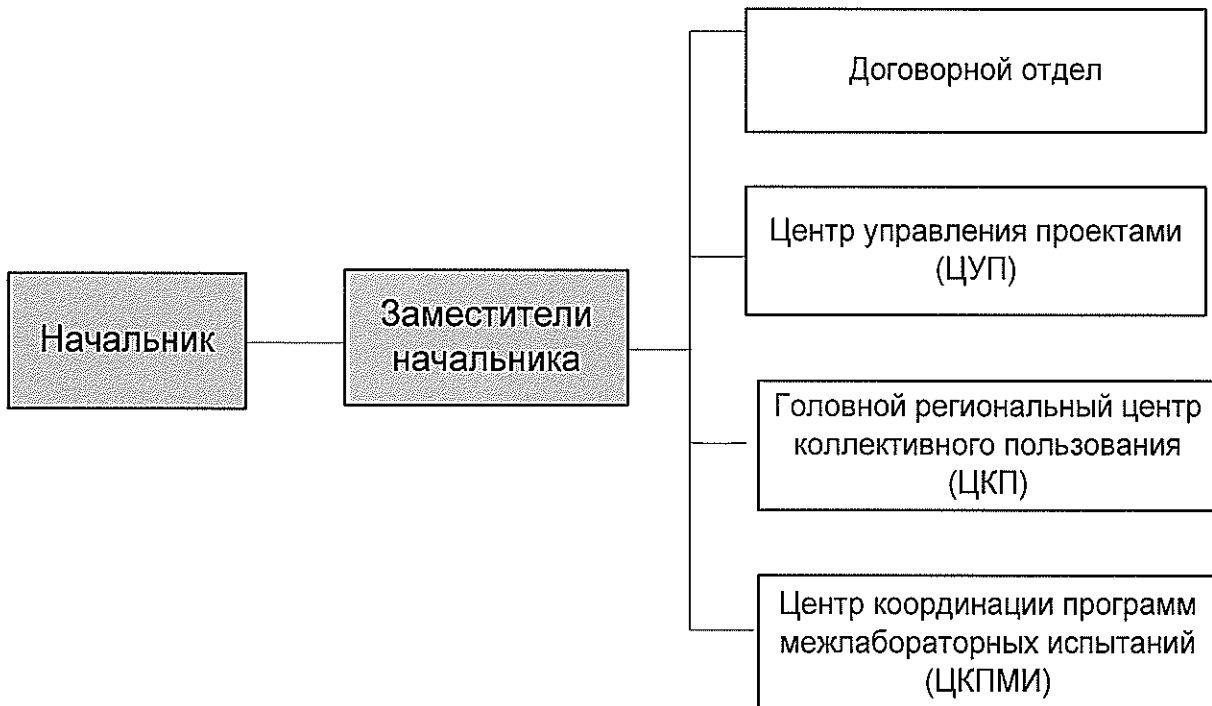 Начальник
Заместители
начальника
Договорной отдел
Центр управления проектами
(ЦУП)
Головной региональный центр
коллективного пользования
(ЦКП)
Центр координации программ
межлабораторных испытаний
(ЦКПМИ)